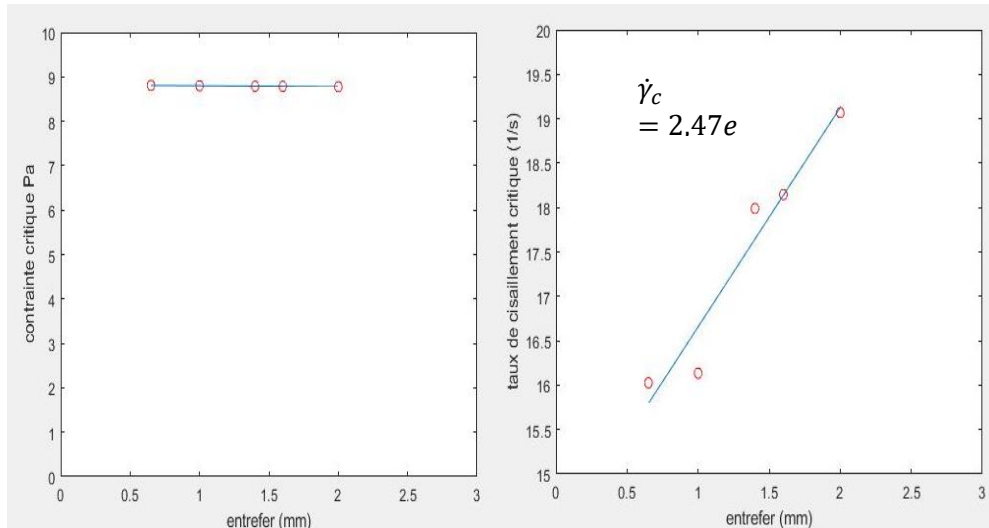 10
9
8
7
6
5
4
3
2
1
0
contrainte critique Pa
0 0.5 1 1.5 2 2.5 3
entrefer (mm)
20
19.5
19
18.5
18
17.5
17
16.5
16
15.5
15
taux de cisaillement critique (1/s)
γ̇c
= 2.47e
0 0.5 1 1.5 2 2.5 3
entrefer (mm)